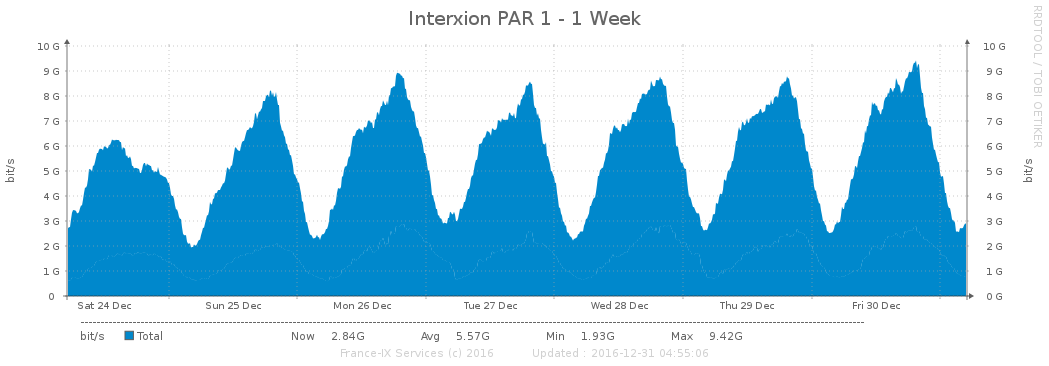 Interxion PAR 1 - 1 Week
RRDTOOL / TOBI OETIKER
10 G 10 G
9 G 9 G
8 G 8 G
7 G 7 G
6 G 6 G
5 G 5 G
4 G 4 G
3 G 3 G
2 G 2 G
1 G 1 G
0 0 G
bit/s
bit/s
Sat 24 Dec Sun 25 Dec Mon 26 Dec Tue 27 Dec Wed 28 Dec Thu 29 Dec Fri 30 Dec
bit/s Total Now 2.84G Avg 5.57G Min 1.93G Max 9.42G
France-IX Services (c) 2016 Updated : 2016-12-31 04:55:06